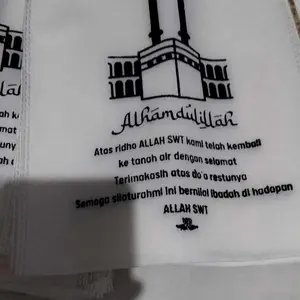 Alhamdulillah
Atas ridho ALLAH SWT kami telah kembali
ke tanah air dengan selamat
Terimakasih atas do'a restunya
Semoga silaturahmi ini bernilai ibadah di hadapan
ALLAH SWT